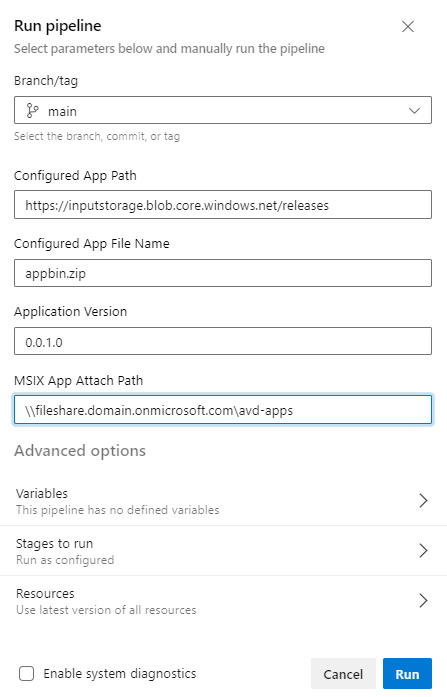 Run pipeline
Select parameters below and manually run the pipeline
Branch/tag
main
Select the branch, commit, or tag
Configured App Path
https://inputstorage.blob.core.windows.net/releases
Configured App File Name
appbin.zip
Application Version
0.0.1.0
MSIX App Attach Path
\\fileshare.domain.onmicrosoft.com\avd-apps
Advanced options
Variables
This pipeline has no defined variables
Stages to run
Run as configured
Resources
Use latest version of all resources
Enable system diagnostics
Cancel
Run